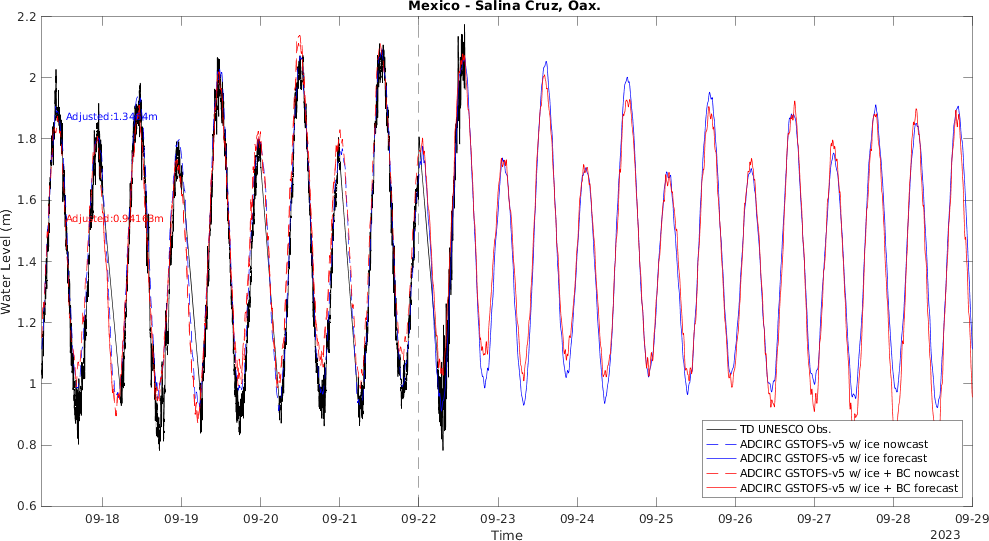 Mexico - Salina Cruz, Oax.
2.2
2
1.8
1.6
1.4
1.2
1
0.8
0.6
Water Level (m)
Adjusted:
Adjusted:
TD UNESCO Obs.
ADCIRC GSTOFS-v5 w/ ice nowcast
ADCIRC GSTOFS-v5 w/ ice forecast
ADCIRC GSTOFS-v5 w/ ice + BC nowcast
ADCIRC GSTOFS-v5 w/ ice + BC forecast
09-18 09-19 09-20 09-21 09-22 09-23 09-24 09-25 09-26 09-27 09-28 09-29
Time
2023